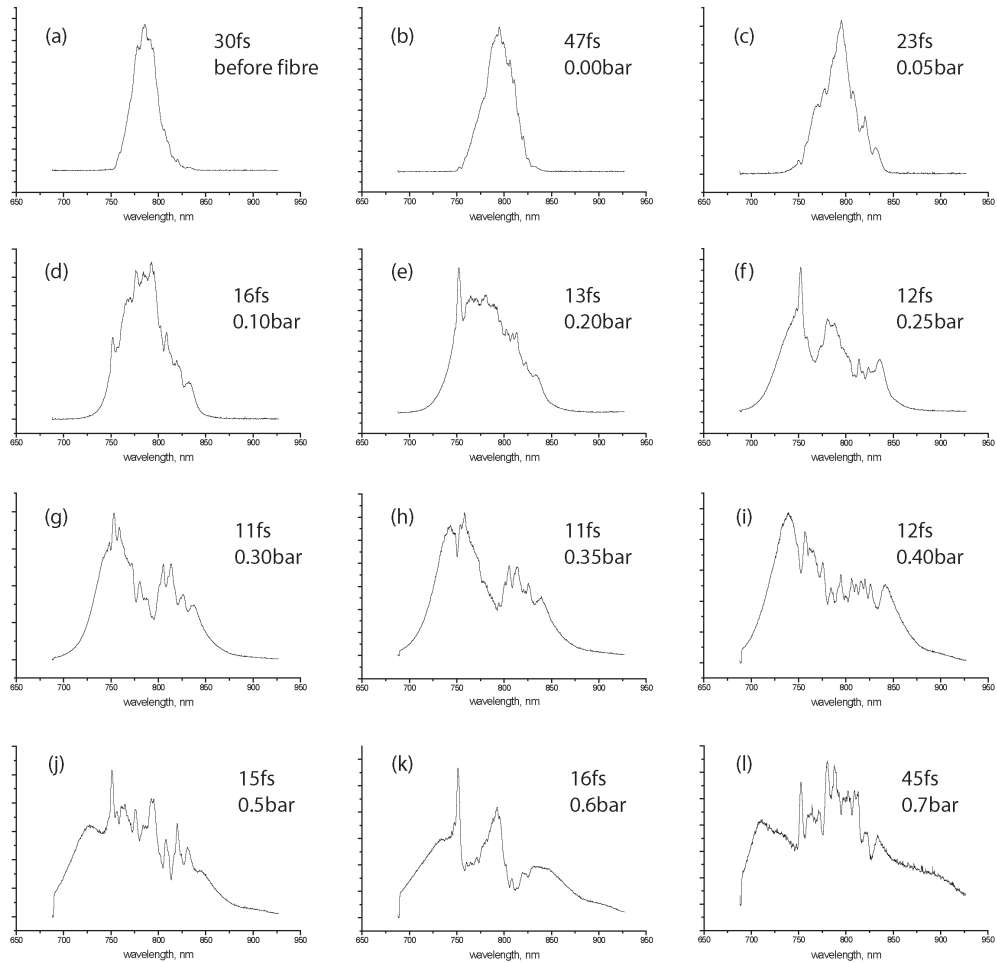 (a)
30fs
before fibre
650 700 750 800 850 900 950
wavelength, nm
(b)
47fs
0.00bar
650 700 750 800 850 900 950
wavelength, nm
(c)
23fs
0.05bar
650 700 750 800 850 900 950
wavelength, nm
(d)
16fs
0.10bar
650 700 750 800 850 900 950
wavelength, nm
(e)
13fs
0.20bar
650 700 750 800 850 900 950
wavelength, nm
(f)
12fs
0.25bar
650 700 750 800 850 900 950
wavelength, nm
(g)
11fs
0.30bar
650 700 750 800 850 900 950
wavelength, nm
(h)
11fs
0.35bar
650 700 750 800 850 900 950
wavelength, nm
(i)
12fs
0.40bar
650 700 750 800 850 900 950
wavelength, nm
(j)
15fs
0.5bar
650 700 750 800 850 900 950
wavelength, nm
(k)
16fs
0.6bar
650 700 750 800 850 900 950
wavelength, nm
(l)
45fs
0.7bar
650 700 750 800 850 900 950
wavelength, nm